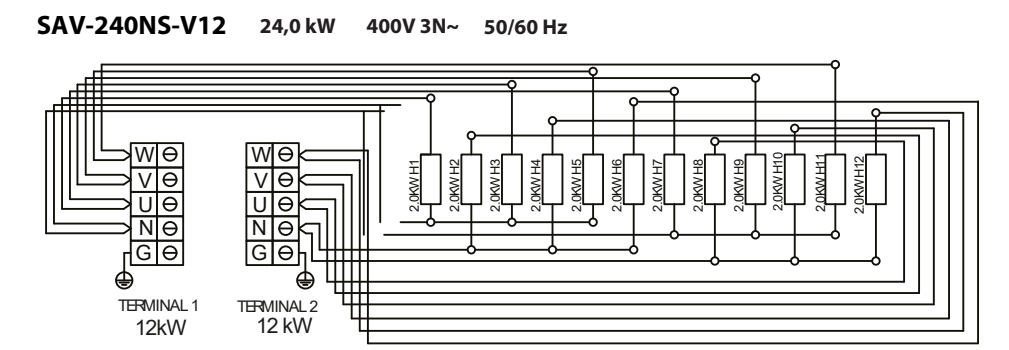 SAV-240NS-V12 24,0 kW 400V 3N~ 50/60 Hz
W
V
U
N
G
TERMINAL 1
12kW
W
V
U
N
G
TERMINAL 2
12 kW
2.0KW H1
2.0KW H2
2.0KW H3
2.0KW H4
2.0KW H5
2.0KW H6
2.0KW H7
2.0KW H8
2.0KW H9
2.0KW H10
2.0KW H11
2.0KW H12